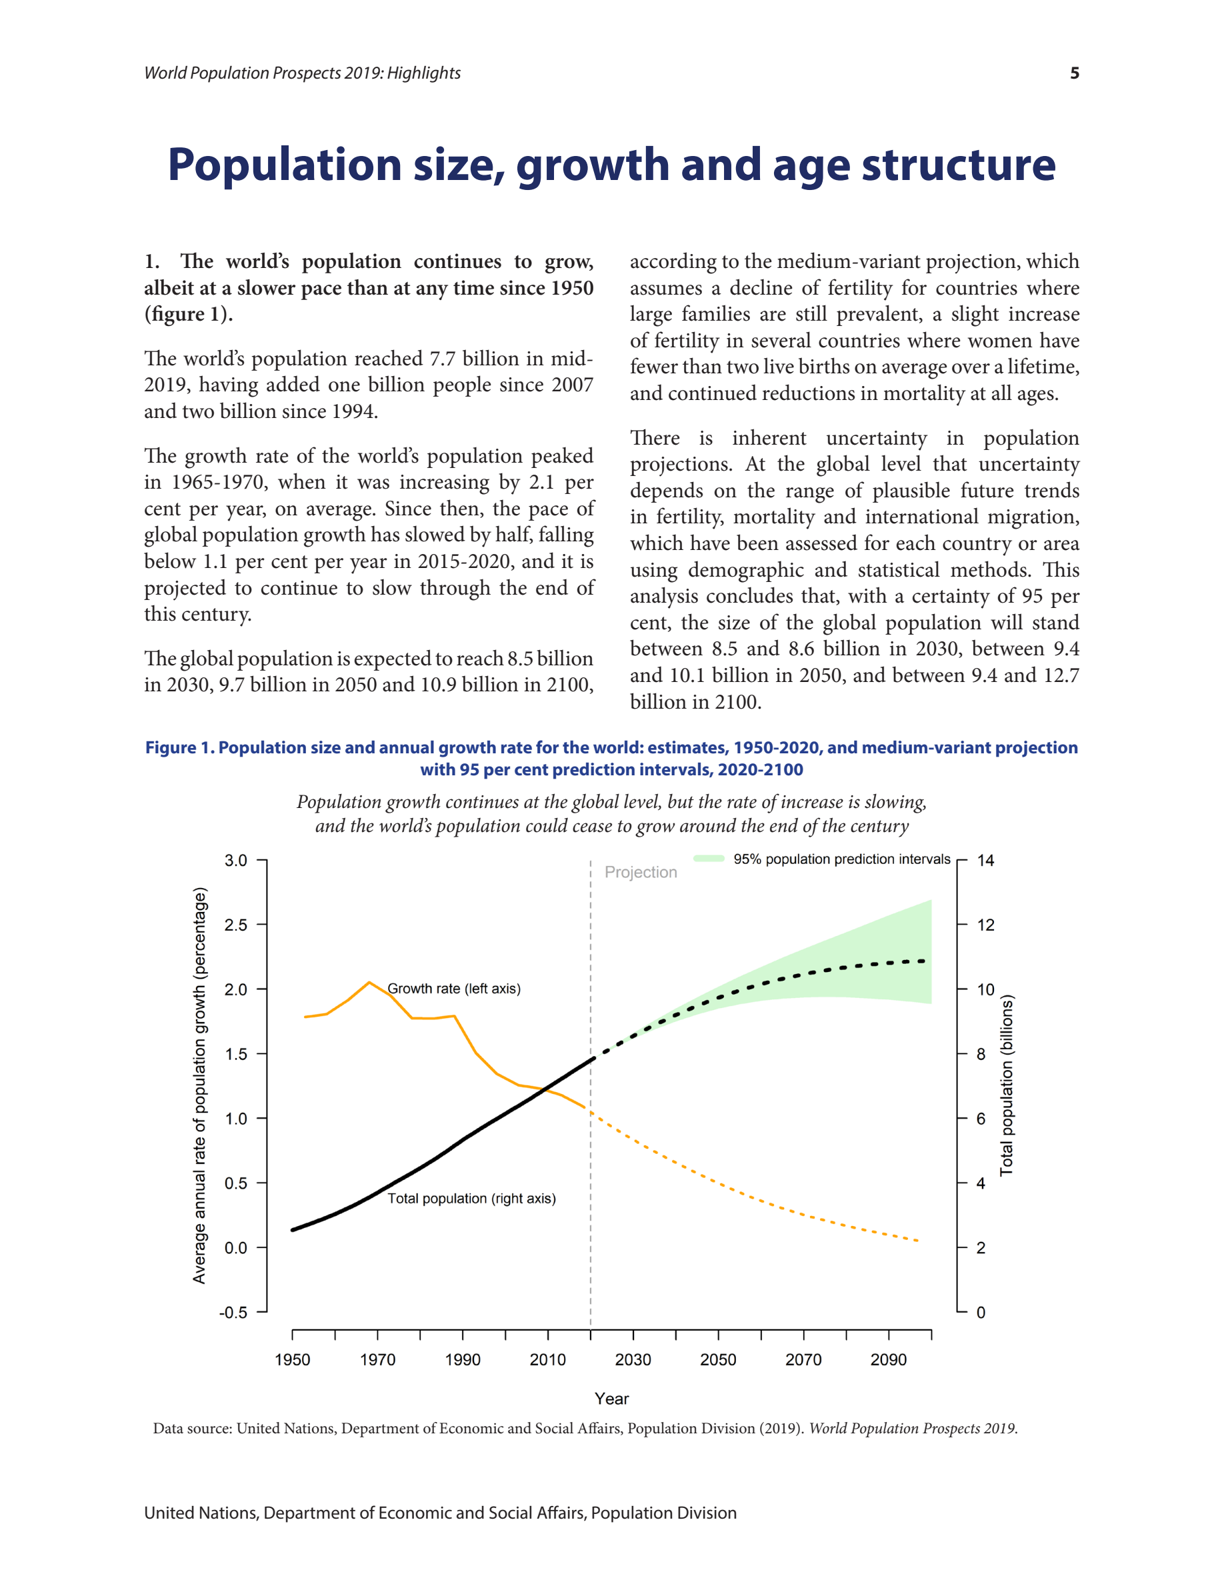 World Population Prospects 2019: Highlights
5
Population size, growth and age structure
1. The world’s population continues to grow,
albeit at a slower pace than at any time since 1950
(figure 1).
The world’s population reached 7.7 billion in mid-
2019, having added one billion people since 2007
and two billion since 1994.
The growth rate of the world’s population peaked
in 1965-1970, when it was increasing by 2.1 per
cent per year, on average. Since then, the pace of
global population growth has slowed by half, falling
below 1.1 per cent per year in 2015-2020, and it is
projected to continue to slow through the end of
this century.
The global population is expected to reach 8.5 billion
in 2030, 9.7 billion in 2050 and 10.9 billion in 2100,
according to the medium-variant projection, which
assumes a decline of fertility for countries where
large families are still prevalent, a slight increase
of fertility in several countries where women have
fewer than two live births on average over a lifetime,
and continued reductions in mortality at all ages.
There is inherent uncertainty in population
projections. At the global level that uncertainty
depends on the range of plausible future trends
in fertility, mortality and international migration,
which have been assessed for each country or area
using demographic and statistical methods. This
analysis concludes that, with a certainty of 95 per
cent, the size of the global population will stand
between 8.5 and 8.6 billion in 2030, between 9.4
and 10.1 billion in 2050, and between 9.4 and 12.7
billion in 2100.
Figure 1. Population size and annual growth rate for the world: estimates, 1950-2020, and medium-variant projection
with 95 per cent prediction intervals, 2020-2100
Population growth continues at the global level, but the rate of increase is slowing,
and the world’s population could cease to grow around the end of the century
Average annual rate of population growth (percentage)
3.0
2.5
2.0
1.5
1.0
0.5
0.0
-0.5
Projection
95% population prediction intervals
Growth rate (left axis)
Total population (right axis)
14
12
10
8
6
4
2
0
Total population (billions)
1950 1970 1990 2010 2030 2050 2070 2090
Year
Data source: United Nations, Department of Economic and Social Affairs, Population Division (2019). World Population Prospects 2019.
United Nations, Department of Economic and Social Affairs, Population Division